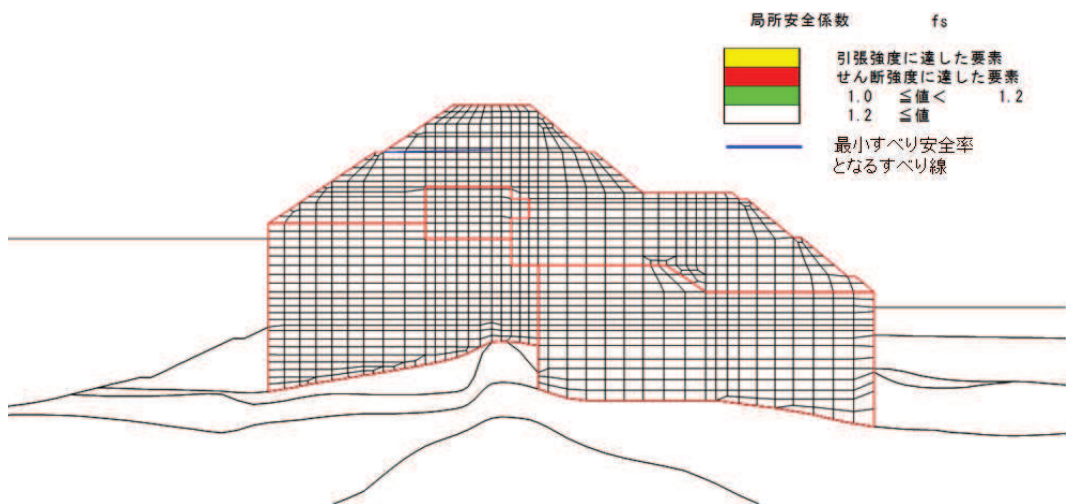 局所安全係数 fs
引張強度に達した要素
せん断強度に達した要素
1.0 ≦値< 1.2
1.2 ≦値
最小すべり安全率
となるすべり線